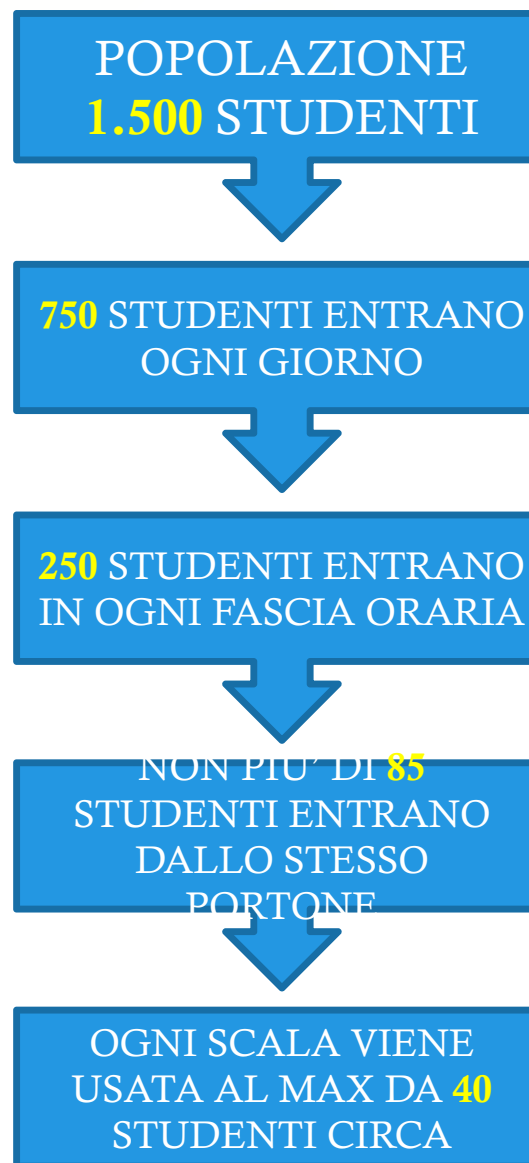 POPOLAZIONE
1.500 STUDENTI
750 STUDENTI ENTRANO
OGNI GIORNO
250 STUDENTI ENTRANO
IN OGNI FASCIA ORARIA
NON PIU' DI 85
STUDENTI ENTRANO
DALLO STESSO
PORTONE
OGNI SCALA VIENE
USATA AL MAX DA 40
STUDENTI CIRCA